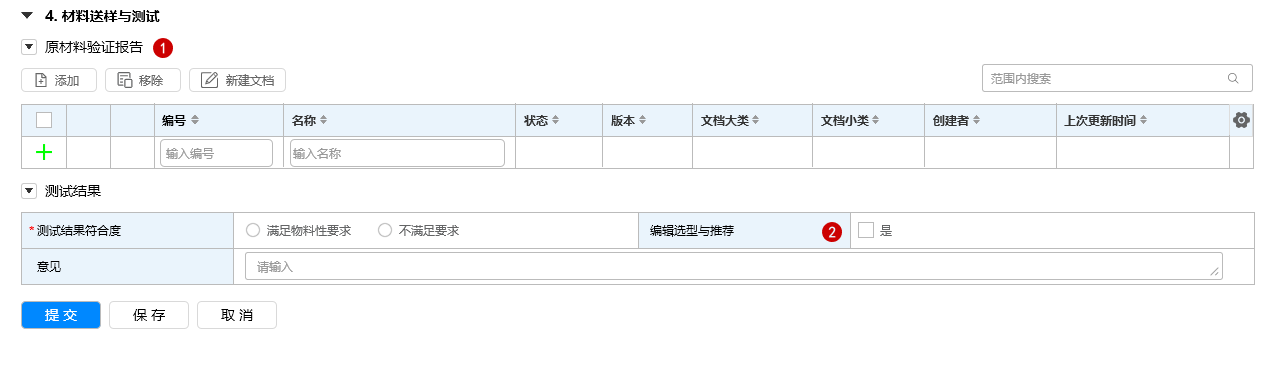 4. 材料送样与测试
原材料验证报告 1
添加 移除 新建文档 范围内搜索
编号 名称 状态 版本 文档大类 文档小类 创建者 上次更新时间
输入编号 输入名称
测试结果
*测试结果符合度 满足物料性要求 不满足要求 编辑选型与推荐 2 是
意见 请输入
提交 保存 取消